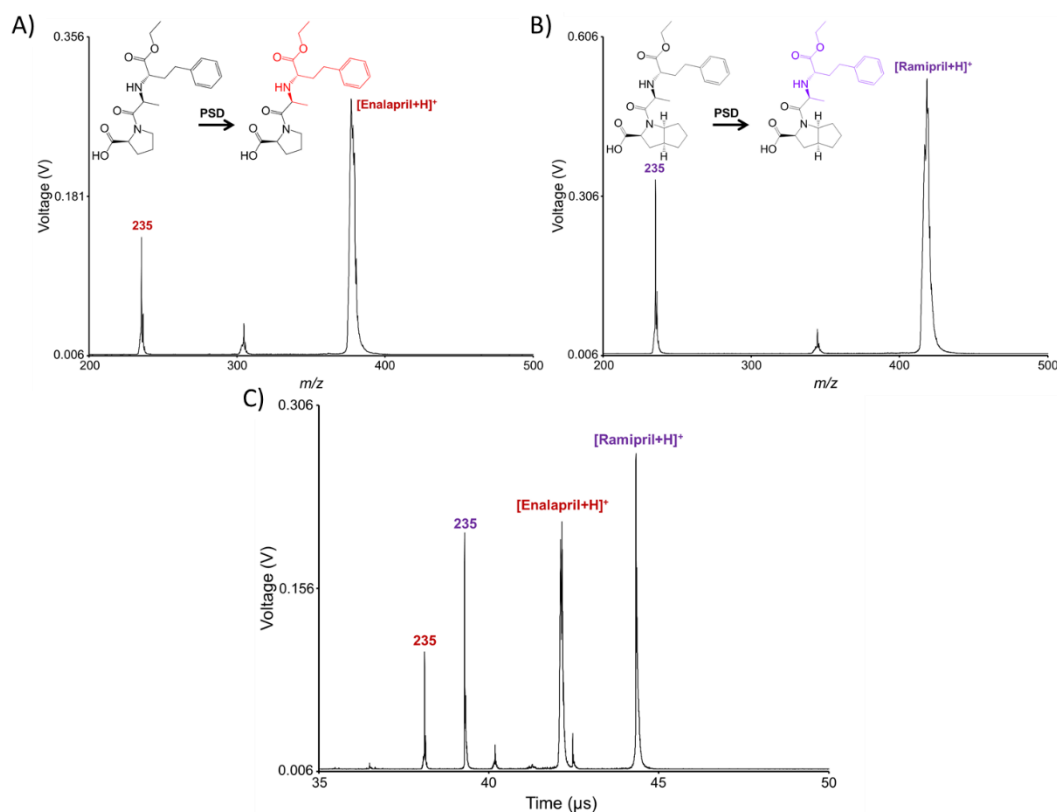 A)
0.356
0.181
0.006
Voltage (V)
200
300
400
500
m/z
O
O
HN
O
N
O
HO
PSD
O
O
HN
O
N
O
HO
[Enalapril+H]+
235
B)
0.606
0.306
0.006
Voltage (V)
200
300
400
500
m/z
O
O
HN
O
H
N
O
HO
H
PSD
O
O
HN
O
H
N
O
HO
H
[Ramipril+H]+
235
C)
0.306
0.156
0.006
Voltage (V)
35
40
45
50
Time (µs)
235
235
[Enalapril+H]+
[Ramipril+H]+